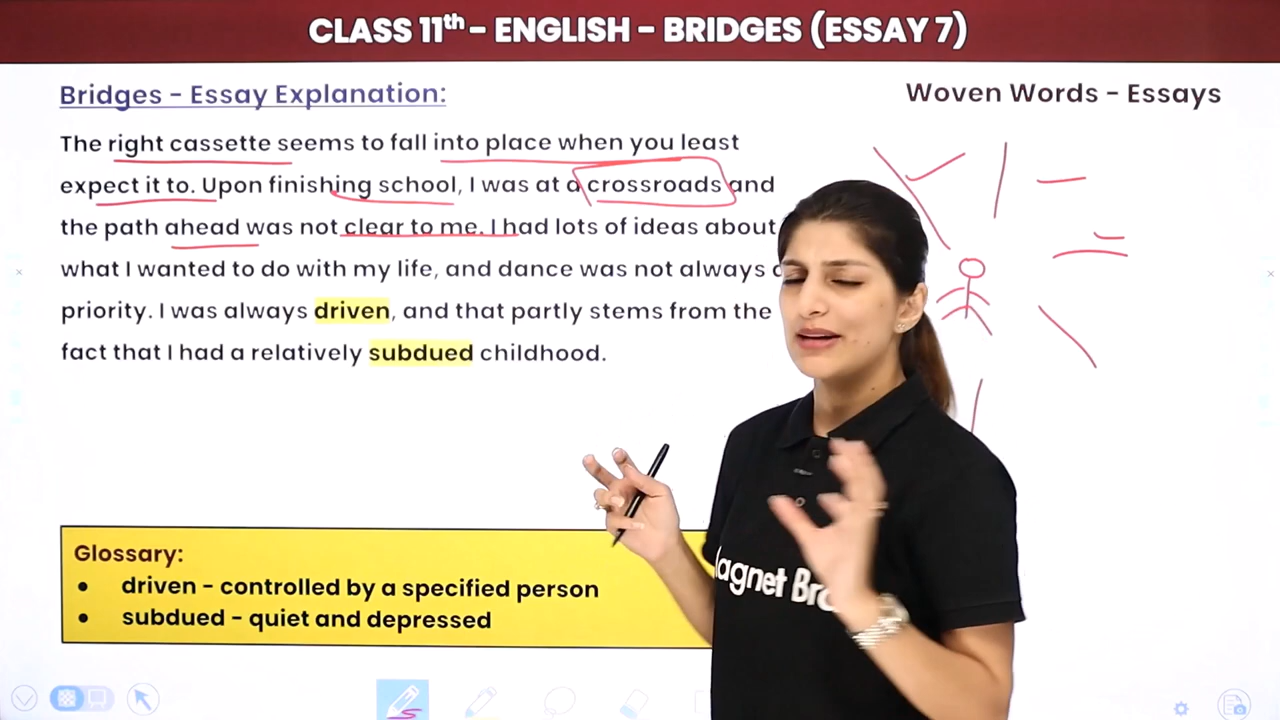 CLASS 11th - ENGLISH - BRIDGES (ESSAY 7)
Bridges - Essay Explanation:
Woven Words - Essays
The right cassette seems to fall into place when you least
expect it to. Upon finishing school, I was at a crossroads and
the path ahead was not clear to me. I had lots of ideas about
what I wanted to do with my life, and dance was not always
priority. I was always driven, and that partly stems from the
fact that I had a relatively subdued childhood.
Glossary:
● driven - controlled by a specified person
● subdued - quiet and depressed